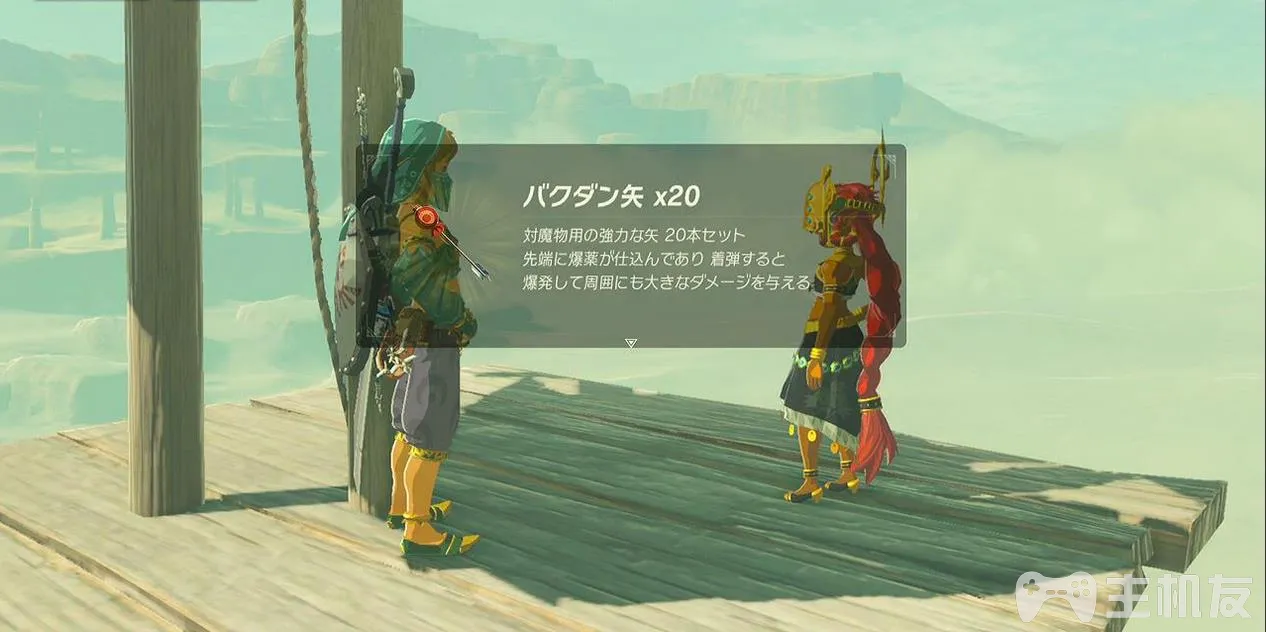 バクダン矢 x20
対魔物用の強力な矢 20本セット
先端に爆薬が仕込んであり 着弾すると
爆発して周囲にも大きなダメージを与える
主机友